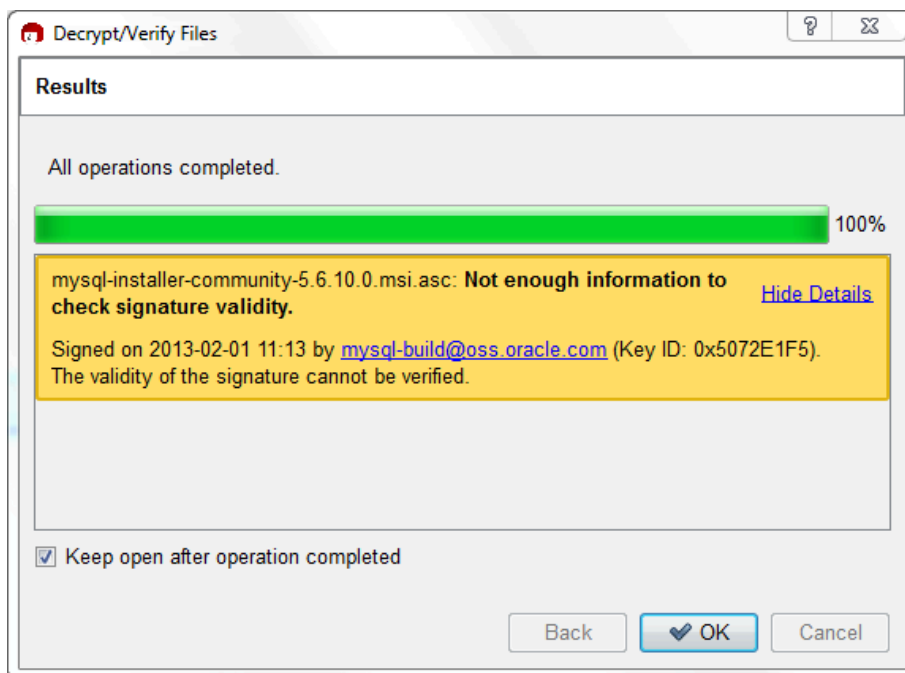 Decrypt/Verify Files
Results
All operations completed.
100%
mysql-installer-community-5.6.10.0.msi.asc: Not enough information to
check signature validity.
Hide Details
Signed on 2013-02-01 11:13 by mysql-build@oss.oracle.com (Key ID: 0x5072E1F5).
The validity of the signature cannot be verified.
Keep open after operation completed
Back
OK
Cancel